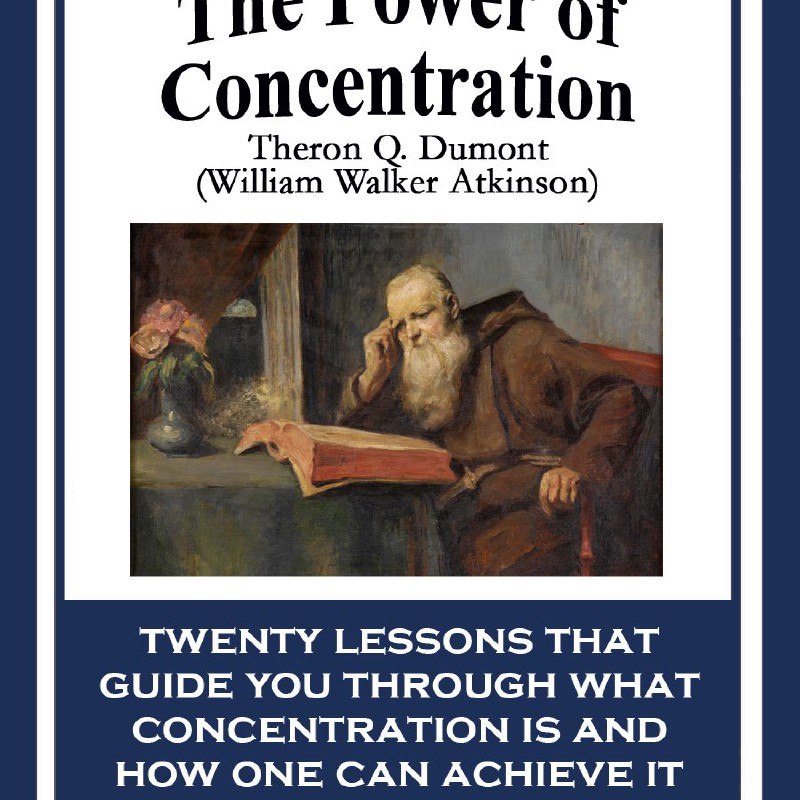 The Power of
Concentration
Theron Q. Dumont
(William Walker Atkinson)
TWENTY LESSONS THAT
GUIDE YOU THROUGH WHAT
CONCENTRATION IS AND
HOW ONE CAN ACHIEVE IT